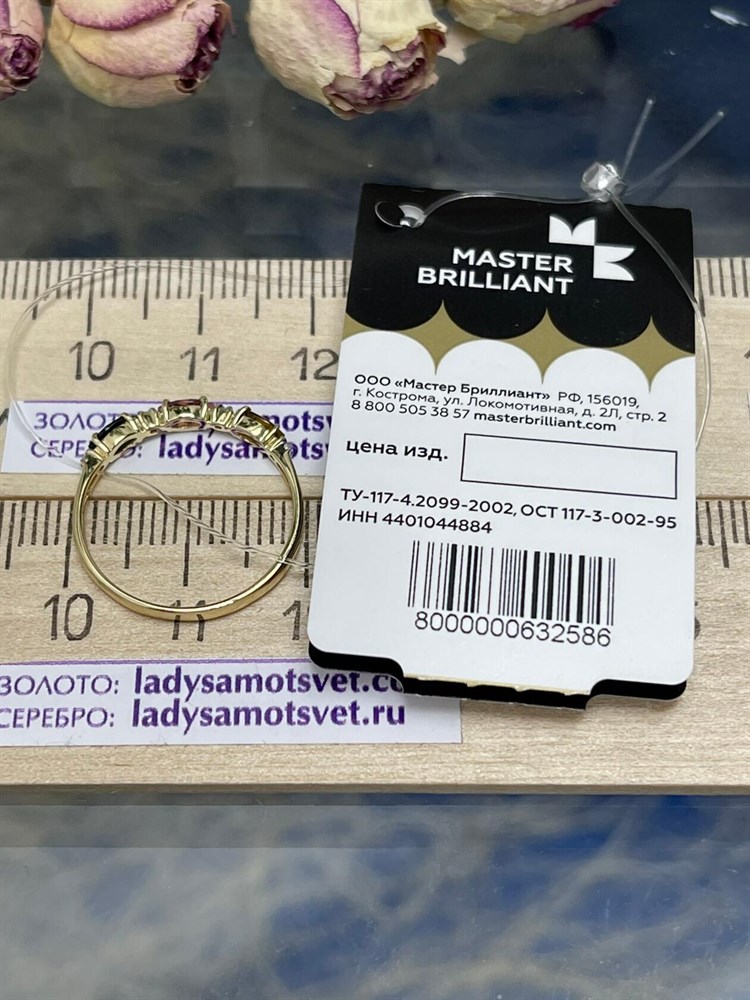 MASTER
BRILLIANT
10 11 12
ООО «Мастер Бриллиант» РФ, 156019,
г. Кострома, ул. Локомотивная, д. 2Л, стр. 2
8 800 505 38 57 masterbrilliant.com
цена изд.
ТУ-117-4.2099-2002, ОСТ 117-3-002-95
ИНН 4401044884
8000000632586
ЗОЛОТО:
СЕРЕБРО: ladysamotsv
10
ЗОЛОТО: ladysamotsvet.c
СЕРЕБРО: ladysamotsvet.ru